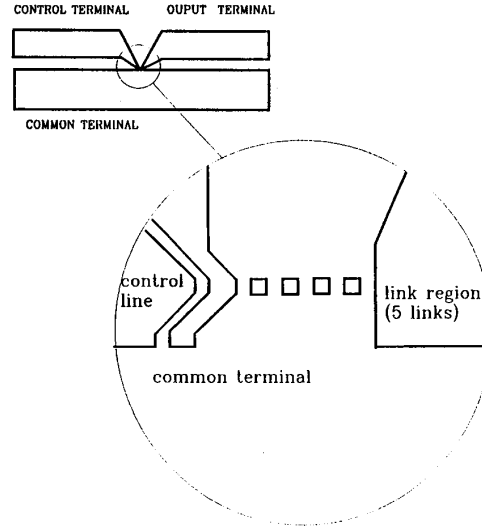 CONTROL TERMINAL
OUPUT TERMINAL
COMMON TERMINAL
control
line
link region
(5 links)
common terminal